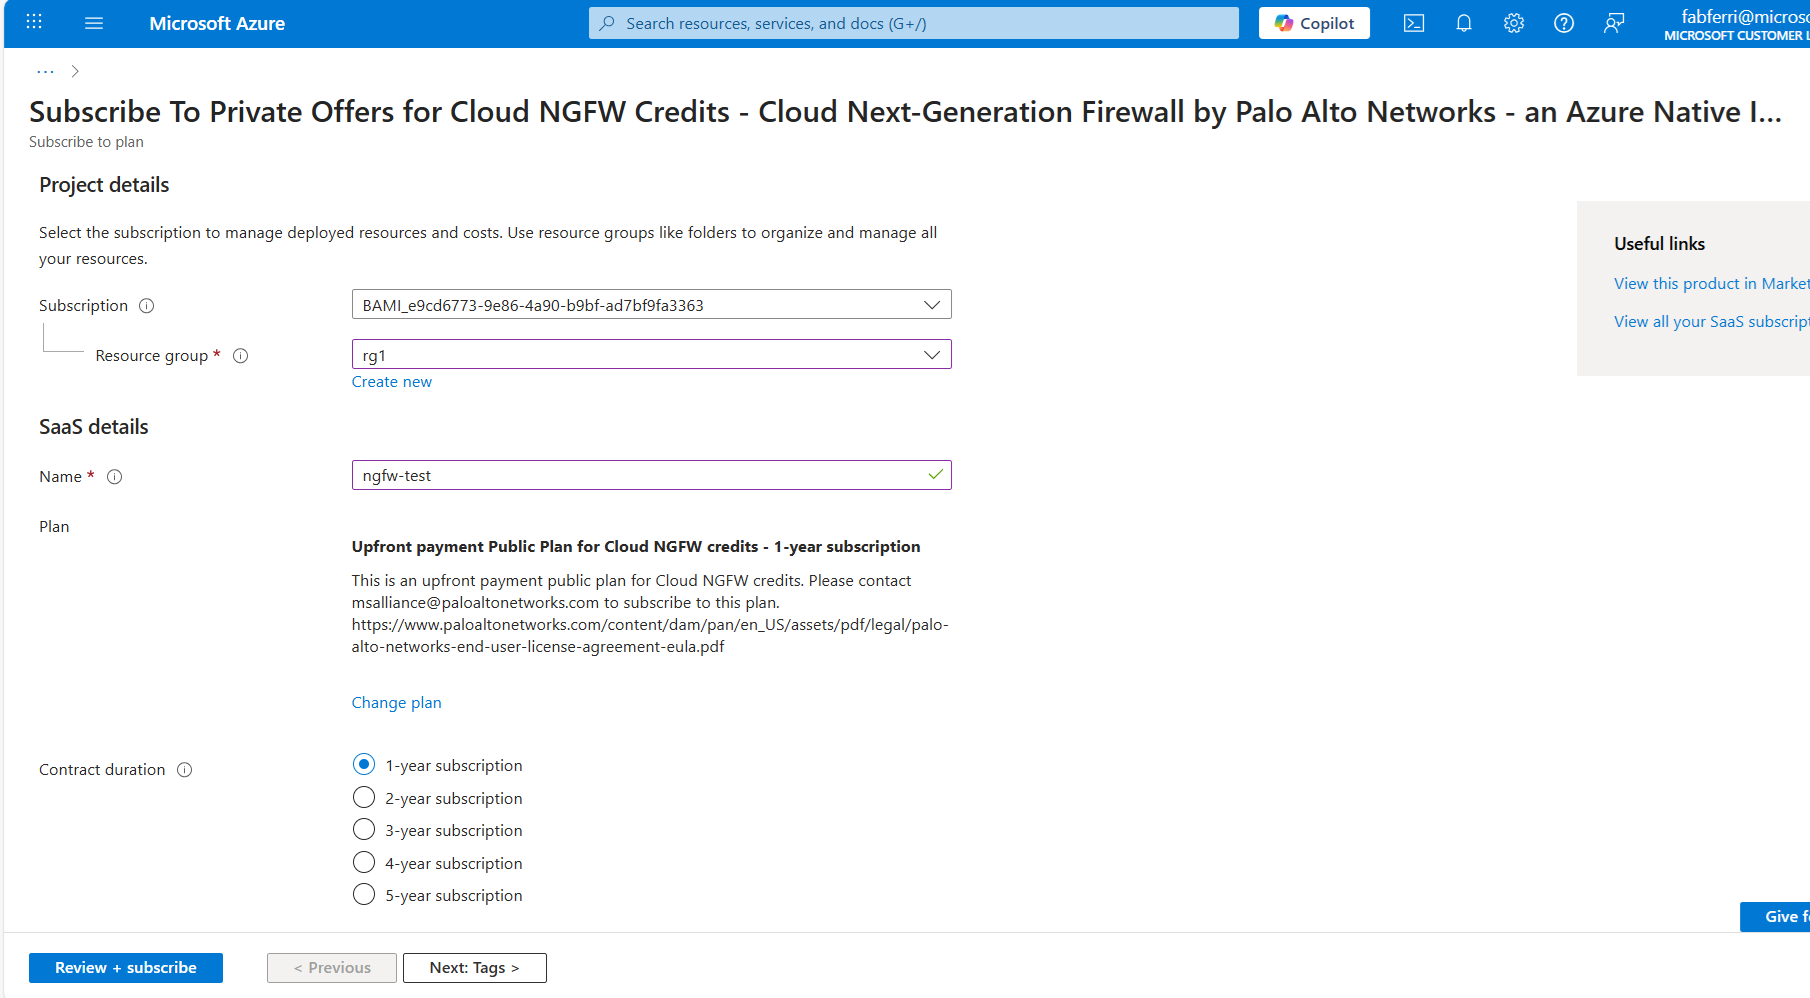 Microsoft Azure
Search resources, services, and docs (G+/)
Copilot
fabferri@microso
MICROSOFT CUSTOMER L
Subscribe To Private Offers for Cloud NGFW Credits - Cloud Next-Generation Firewall by Palo Alto Networks - an Azure Native I...
Subscribe to plan
Project details
Select the subscription to manage deployed resources and costs. Use resource groups like folders to organize and manage all
your resources.
Subscription
BAMI_e9cd6773-9e86-4a90-b9bf-ad7bf9fa3363
Resource group *
rg1
Create new
Useful links
View this product in Market
View all your SaaS subscript
SaaS details
Name *
ngfw-test
Plan
Upfront payment Public Plan for Cloud NGFW credits - 1-year subscription
This is an upfront payment public plan for Cloud NGFW credits. Please contact
msalliance@paloaltonetworks.com to subscribe to this plan.
https://www.paloaltonetworks.com/content/dam/pan/en_US/assets/pdf/legal/palo-
alto-networks-end-user-license-agreement-eula.pdf
Change plan
Contract duration
1-year subscription
2-year subscription
3-year subscription
4-year subscription
5-year subscription
Give f
Review + subscribe
< Previous
Next: Tags >